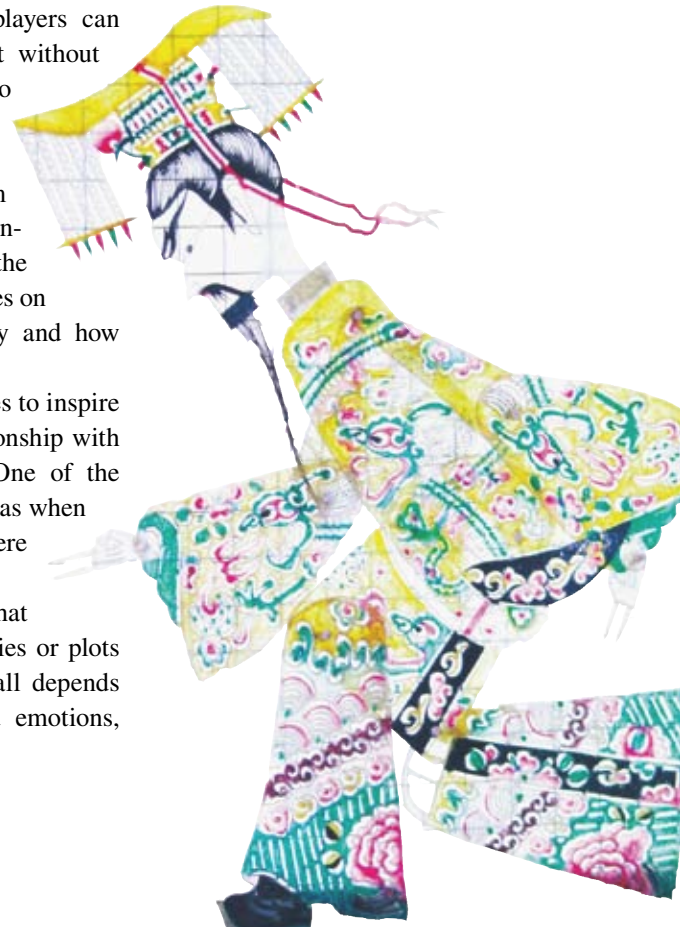 players can
t without
o
n
n-
the
es on
y and how
es to inspire
onship with
One of the
as when
ere
hat
ies or plots
all depends
emotions,